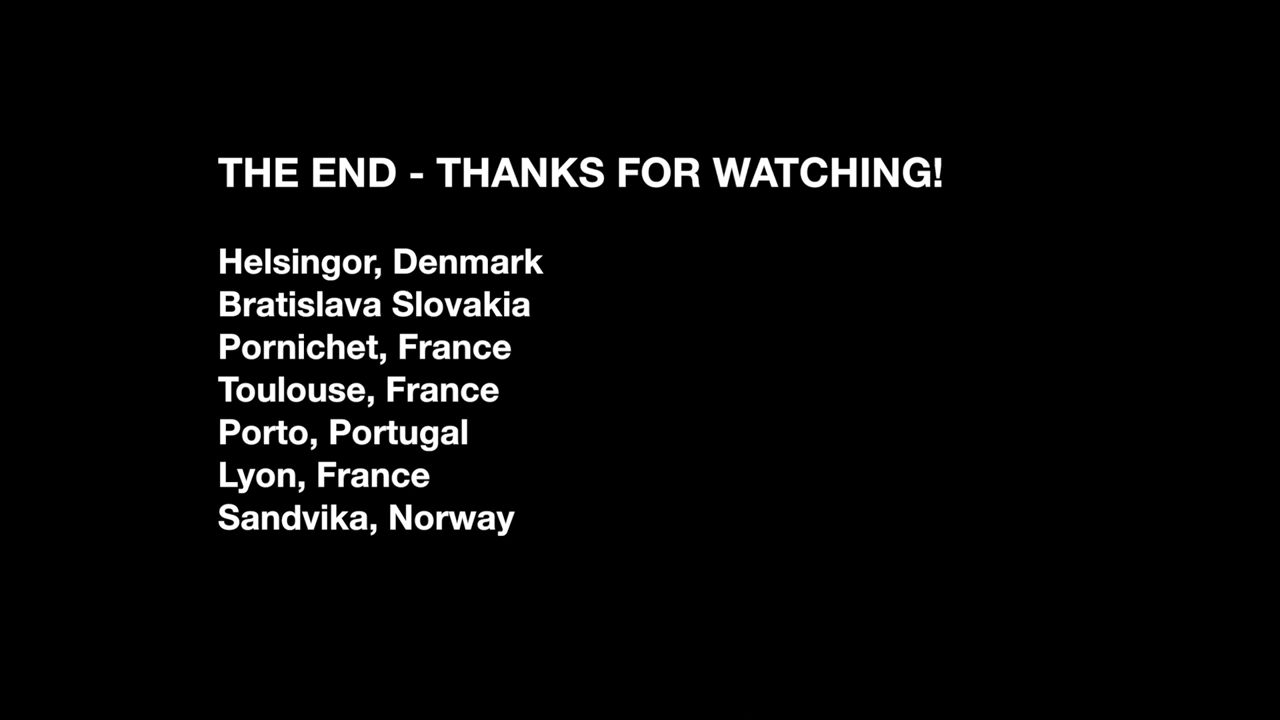 THE END - THANKS FOR WATCHING!
Helsingor, Denmark
Bratislava Slovakia
Pornichet, France
Toulouse, France
Porto, Portugal
Lyon, France
Sandvika, Norway